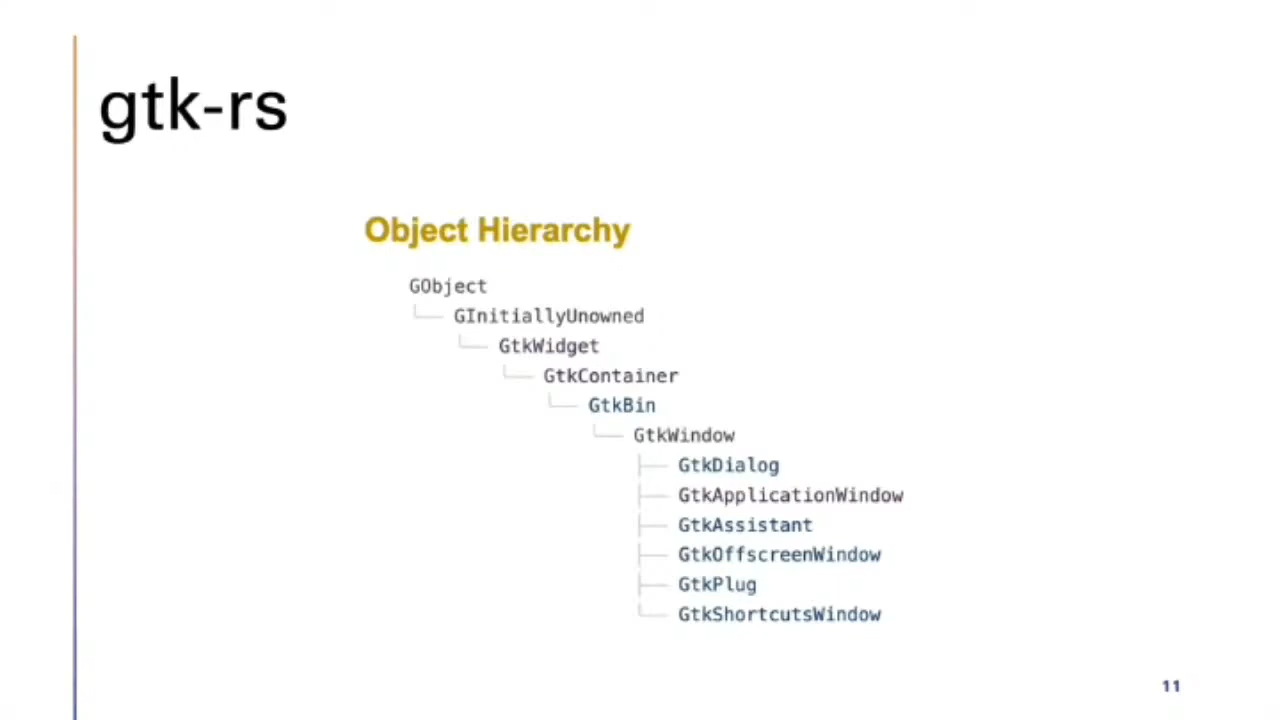 gtk-rs
Object Hierarchy
GObject
GInitiallyUnowned
GtkWidget
GtkContainer
GtkBin
GtkWindow
GtkDialog
GtkApplicationWindow
GtkAssistant
GtkOffscreenWindow
GtkPlug
GtkShortcutsWindow
11